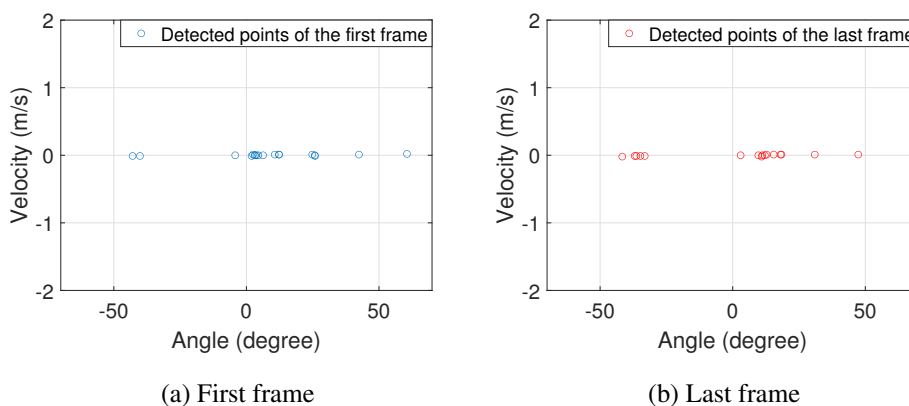 Detected points of the first frame
Velocity (m/s)
2
1
0
-1
-2
-50
0
50
Angle (degree)
(a) First frame
Detected points of the last frame
Velocity (m/s)
2
1
0
-1
-2
-50
0
50
Angle (degree)
(b) Last frame